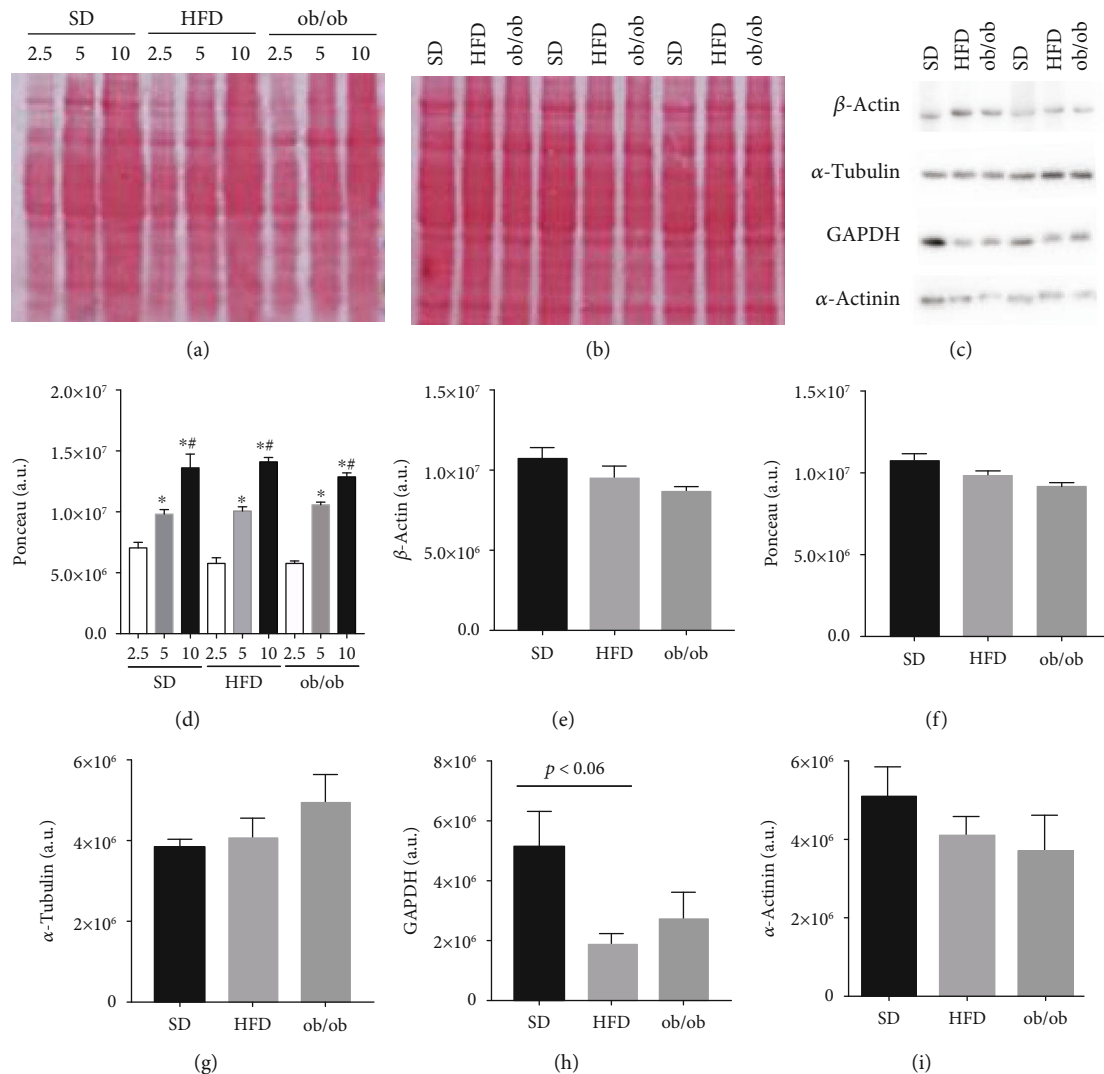 SD HFD ob/ob
2.5 5 10 2.5 5 10 2.5 5 10
(a)
SD HFD ob/ob SD HFD ob/ob SD HFD ob/ob
(b)
SD HFD ob/ob SD HFD ob/ob
β-Actin
α-Tubulin
GAPDH
α-Actinin
(c)
Ponceau (a.u.)
2.0×10⁷
1.5×10⁷
1.0×10⁷
5.0×10⁶
0.0
* *# * *# * *#
2.5 5 10 2.5 5 10 2.5 5 10
SD HFD ob/ob
(d)
β-Actin (a.u.)
1.5×10⁷
1.0×10⁷
5.0×10⁶
0.0
SD HFD ob/ob
(e)
Ponceau (a.u.)
1.5×10⁷
1.0×10⁷
5.0×10⁶
0.0
SD HFD ob/ob
(f)
α-Tubulin (a.u.)
6×10⁶
4×10⁶
2×10⁶
0
SD HFD ob/ob
(g)
GAPDH (a.u.)
8×10⁶
6×10⁶
4×10⁶
2×10⁶
0
p < 0.06
SD HFD ob/ob
(h)
α-Actinin (a.u.)
6×10⁶
4×10⁶
2×10⁶
0
SD HFD ob/ob
(i)